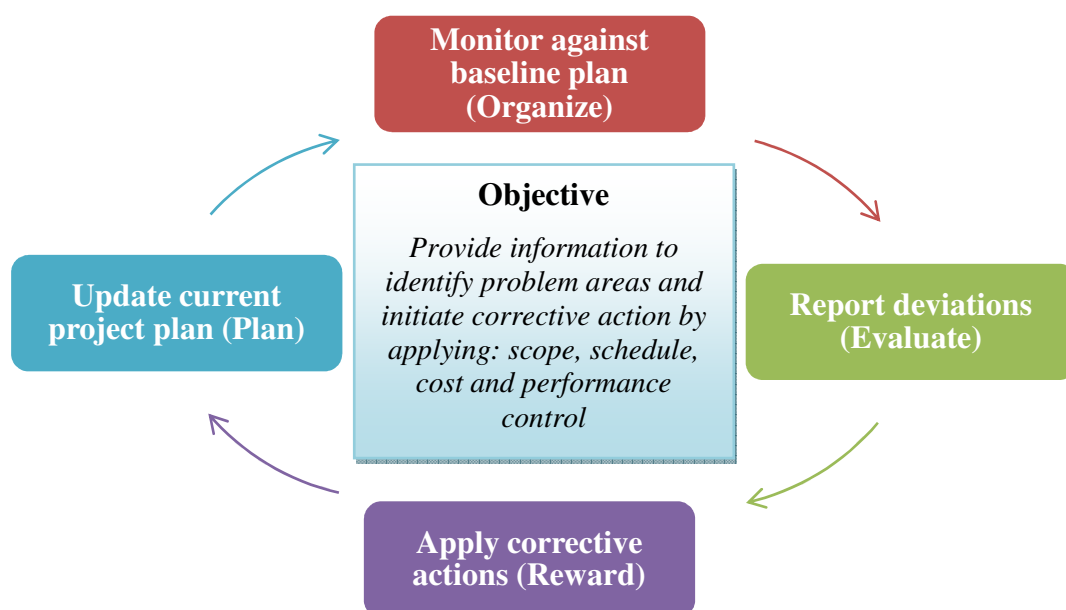 Monitor against
baseline plan
(Organize)
Objective
Provide information to
identify problem areas and
initiate corrective action by
applying: scope, schedule,
cost and performance
control
Update current
project plan (Plan)
Report deviations
(Evaluate)
Apply corrective
actions (Reward)